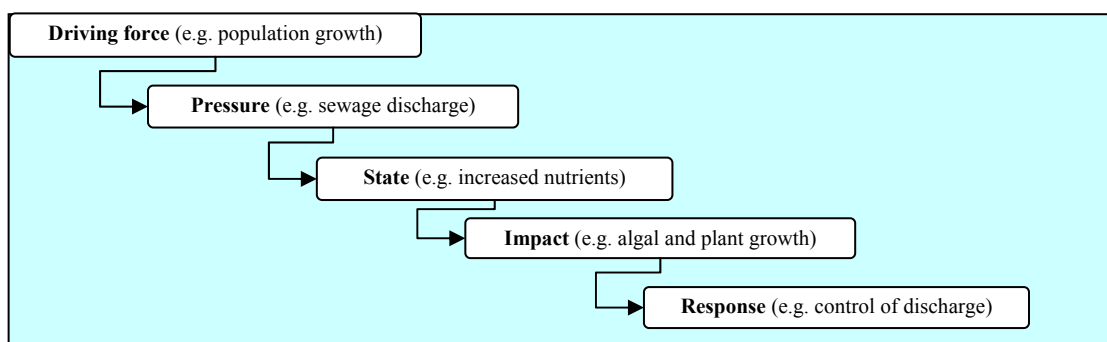 Driving force (e.g. population growth)
Pressure (e.g. sewage discharge)
State (e.g. increased nutrients)
Impact (e.g. algal and plant growth)
Response (e.g. control of discharge)